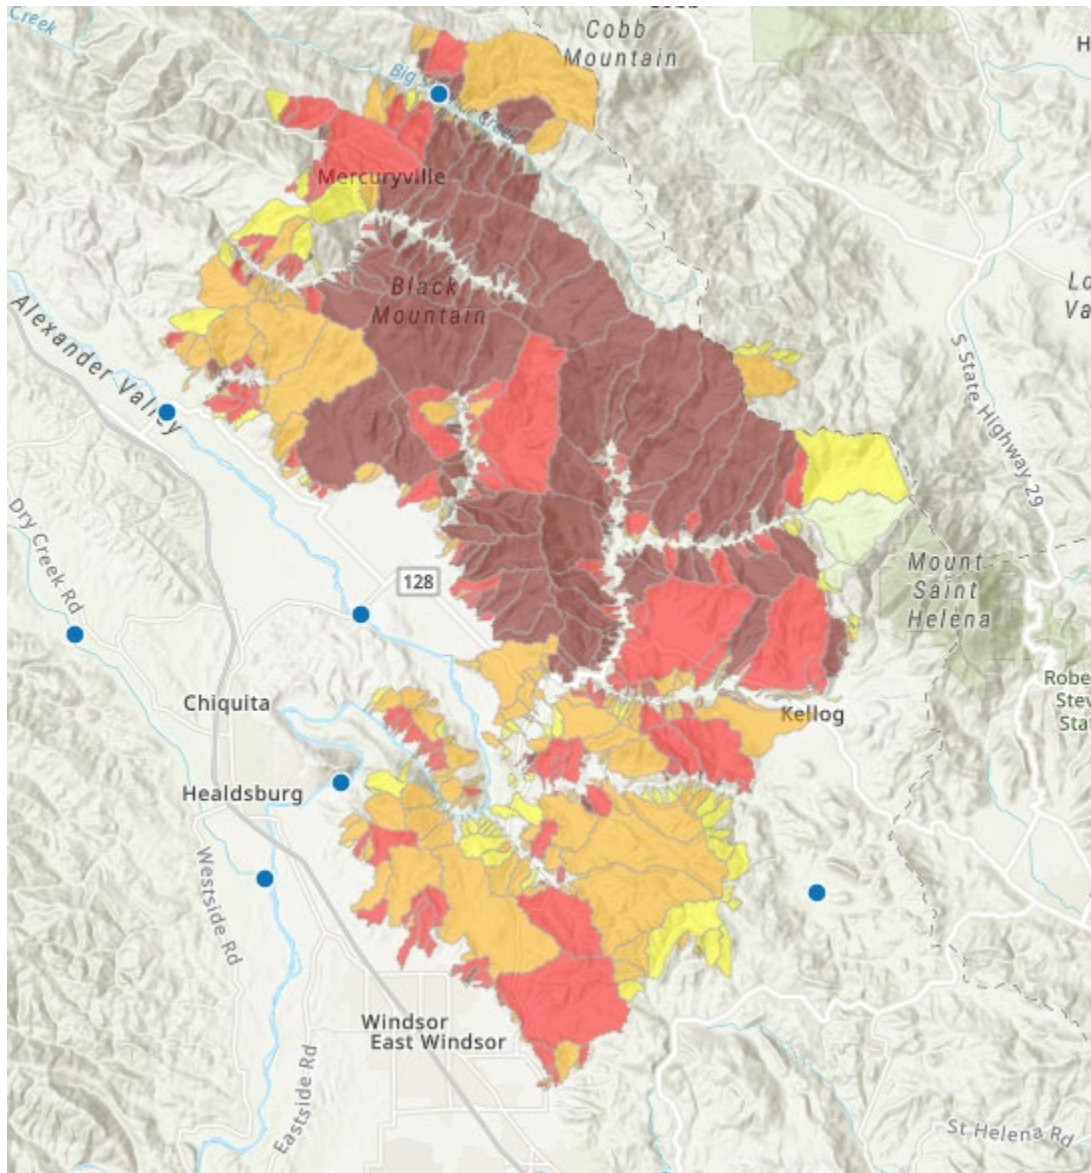 Creek
Cobb
Mountain
H
Big
Creek
Mercuryville
Black
Mountain
Alexander Valley
Lo
Va
S State Highway 29
Dry Creek Rd
128
Mount
Saint
Helena
Robe
Stev
Sta
Chiquita
Kellog
Healdsburg
Westside Rd
Windsor
East Windsor
Eastside Rd
St Helena Rd